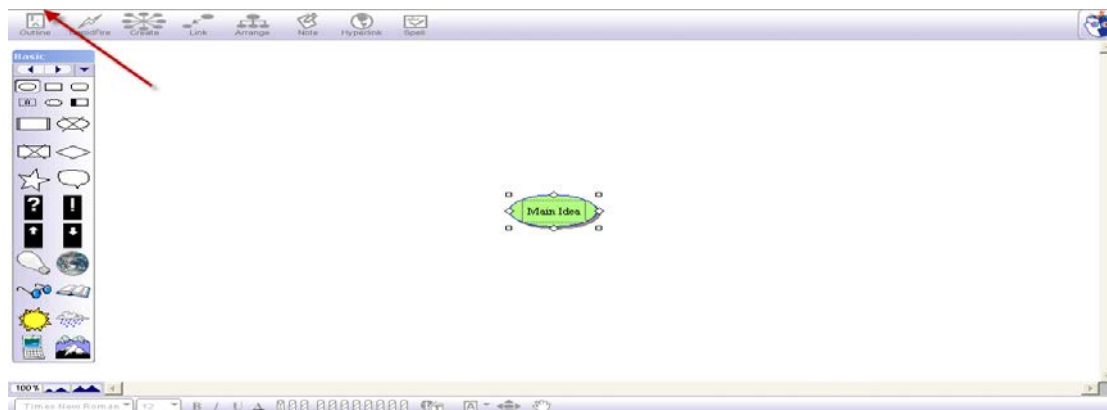 Outline RapidFire Create Link Arrange Note Hyperlink Spell
Basic
? !
Main Idea
100%
Times New Roman 12 B I U A A